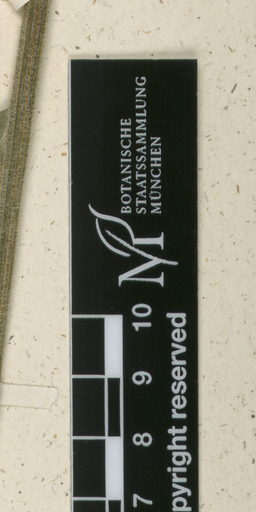 BOTANISCHE
STAATSSAMMLUNG
MÜNCHEN
M
7 8 9 10
pyright reserved